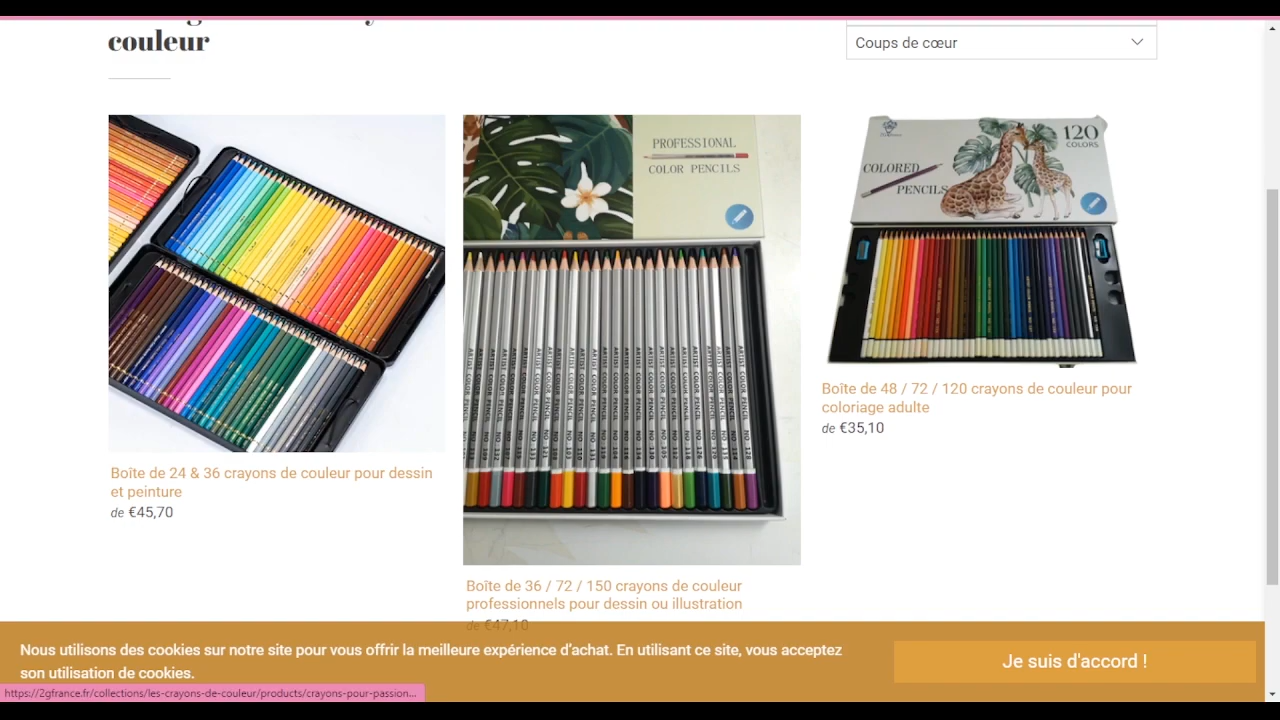 couleur
Coups de cœur
PROFESSIONAL
COLOR PENCILS
120
COLORS
COLORED
PENCILS
Boîte de 48 / 72 / 120 crayons de couleur pour
coloriage adulte
de €35,10
Boîte de 24 & 36 crayons de couleur pour dessin
et peinture
de €45,70
Boîte de 36 / 72 / 150 crayons de couleur
professionnels pour dessin ou illustration
de €47,10
Nous utilisons des cookies sur notre site pour vous offrir la meilleure expérience d'achat. En utilisant ce site, vous acceptez
son utilisation de cookies.
Je suis d'accord !
https://2gfrance.fr/collections/les-crayons-de-couleur/products/crayons-pour-passion...